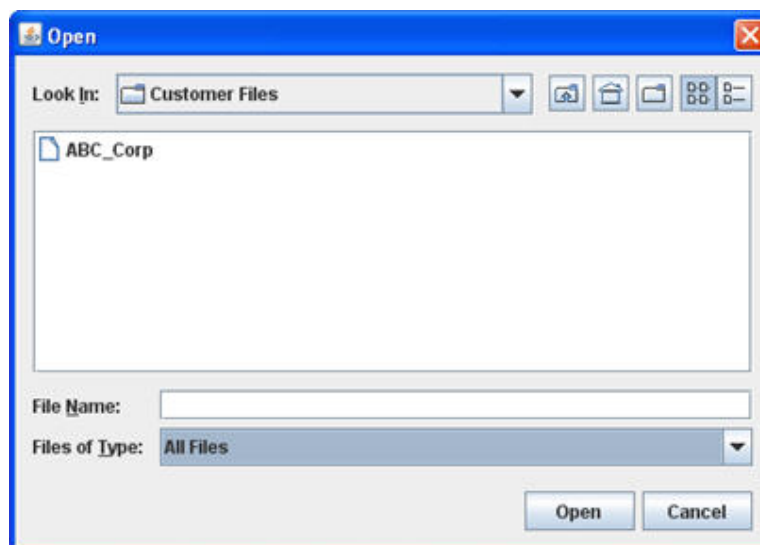 Open
Look In: Customer Files
ABC_Corp
File Name:
Files of Type: All Files
Open Cancel